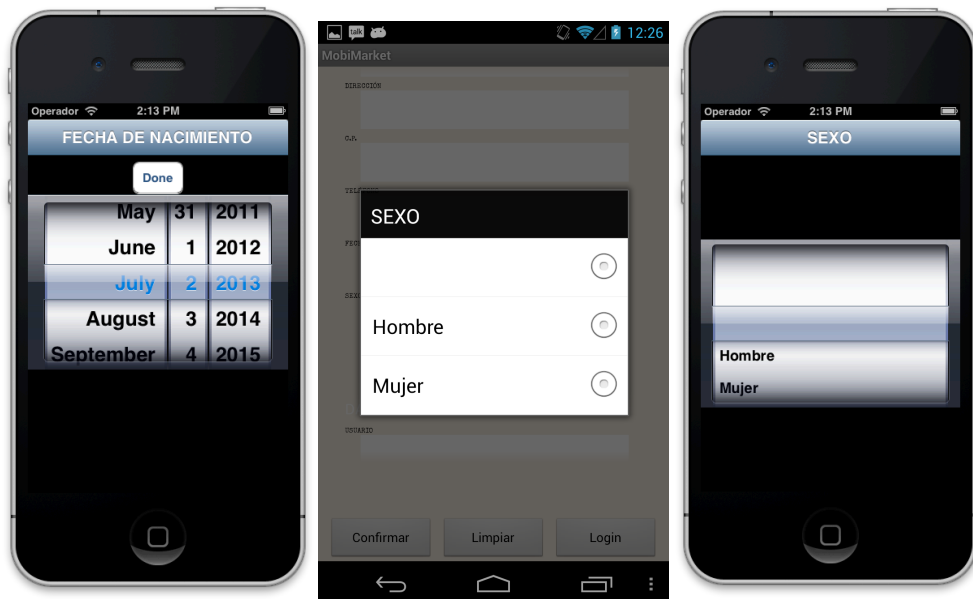 Operador 2:13 PM
FECHA DE NACIMIENTO
Done
May 31 2011
June 1 2012
July 2 2013
August 3 2014
September 4 2015
talk 12:26
MobiMarket
DIRECCIÓN
C.P.
SEXO
Hombre
Mujer
USUARIO
Confirmar Limpiar Login
Operador 2:13 PM
SEXO
Hombre
Mujer